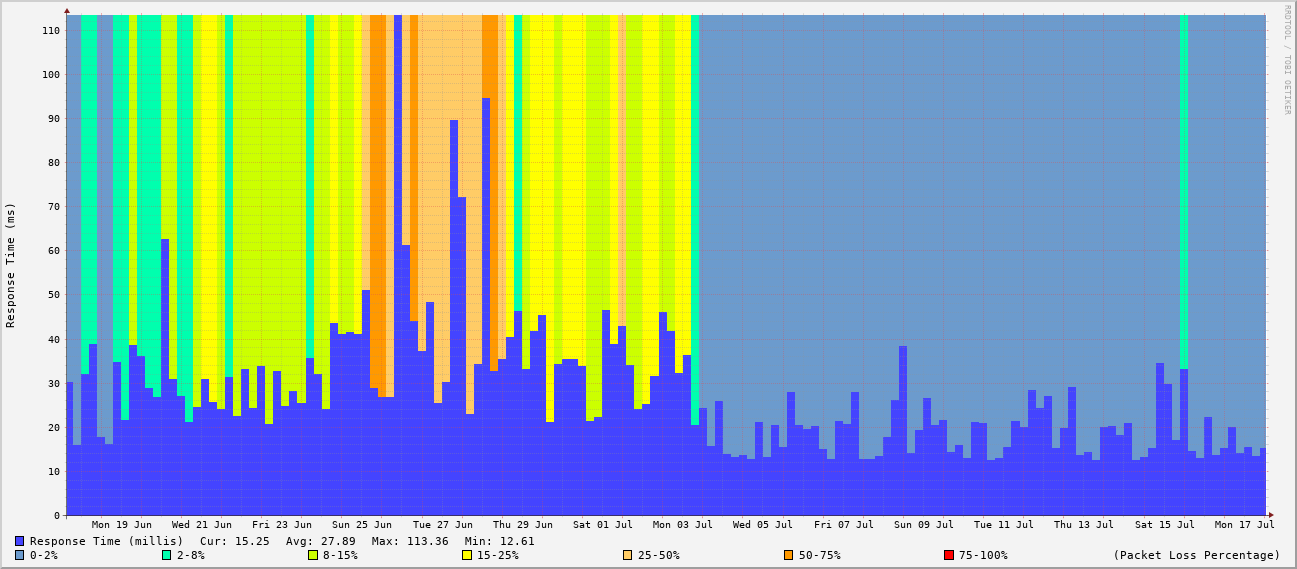 110
100
90
80
70
60
50
40
30
20
10
0
Response Time (ms)
RRDTOOL / TOBI OETIKER
Mon 19 Jun Wed 21 Jun Fri 23 Jun Sun 25 Jun Tue 27 Jun Thu 29 Jun Sat 01 Jul Mon 03 Jul Wed 05 Jul Fri 07 Jul Sun 09 Jul Tue 11 Jul Thu 13 Jul Sat 15 Jul Mon 17 Jul
Response Time (millis) Cur: 15.25 Avg: 27.89 Max: 113.36 Min: 12.61
0-2% 2-8% 8-15% 15-25% 25-50% 50-75% 75-100% (Packet Loss Percentage)